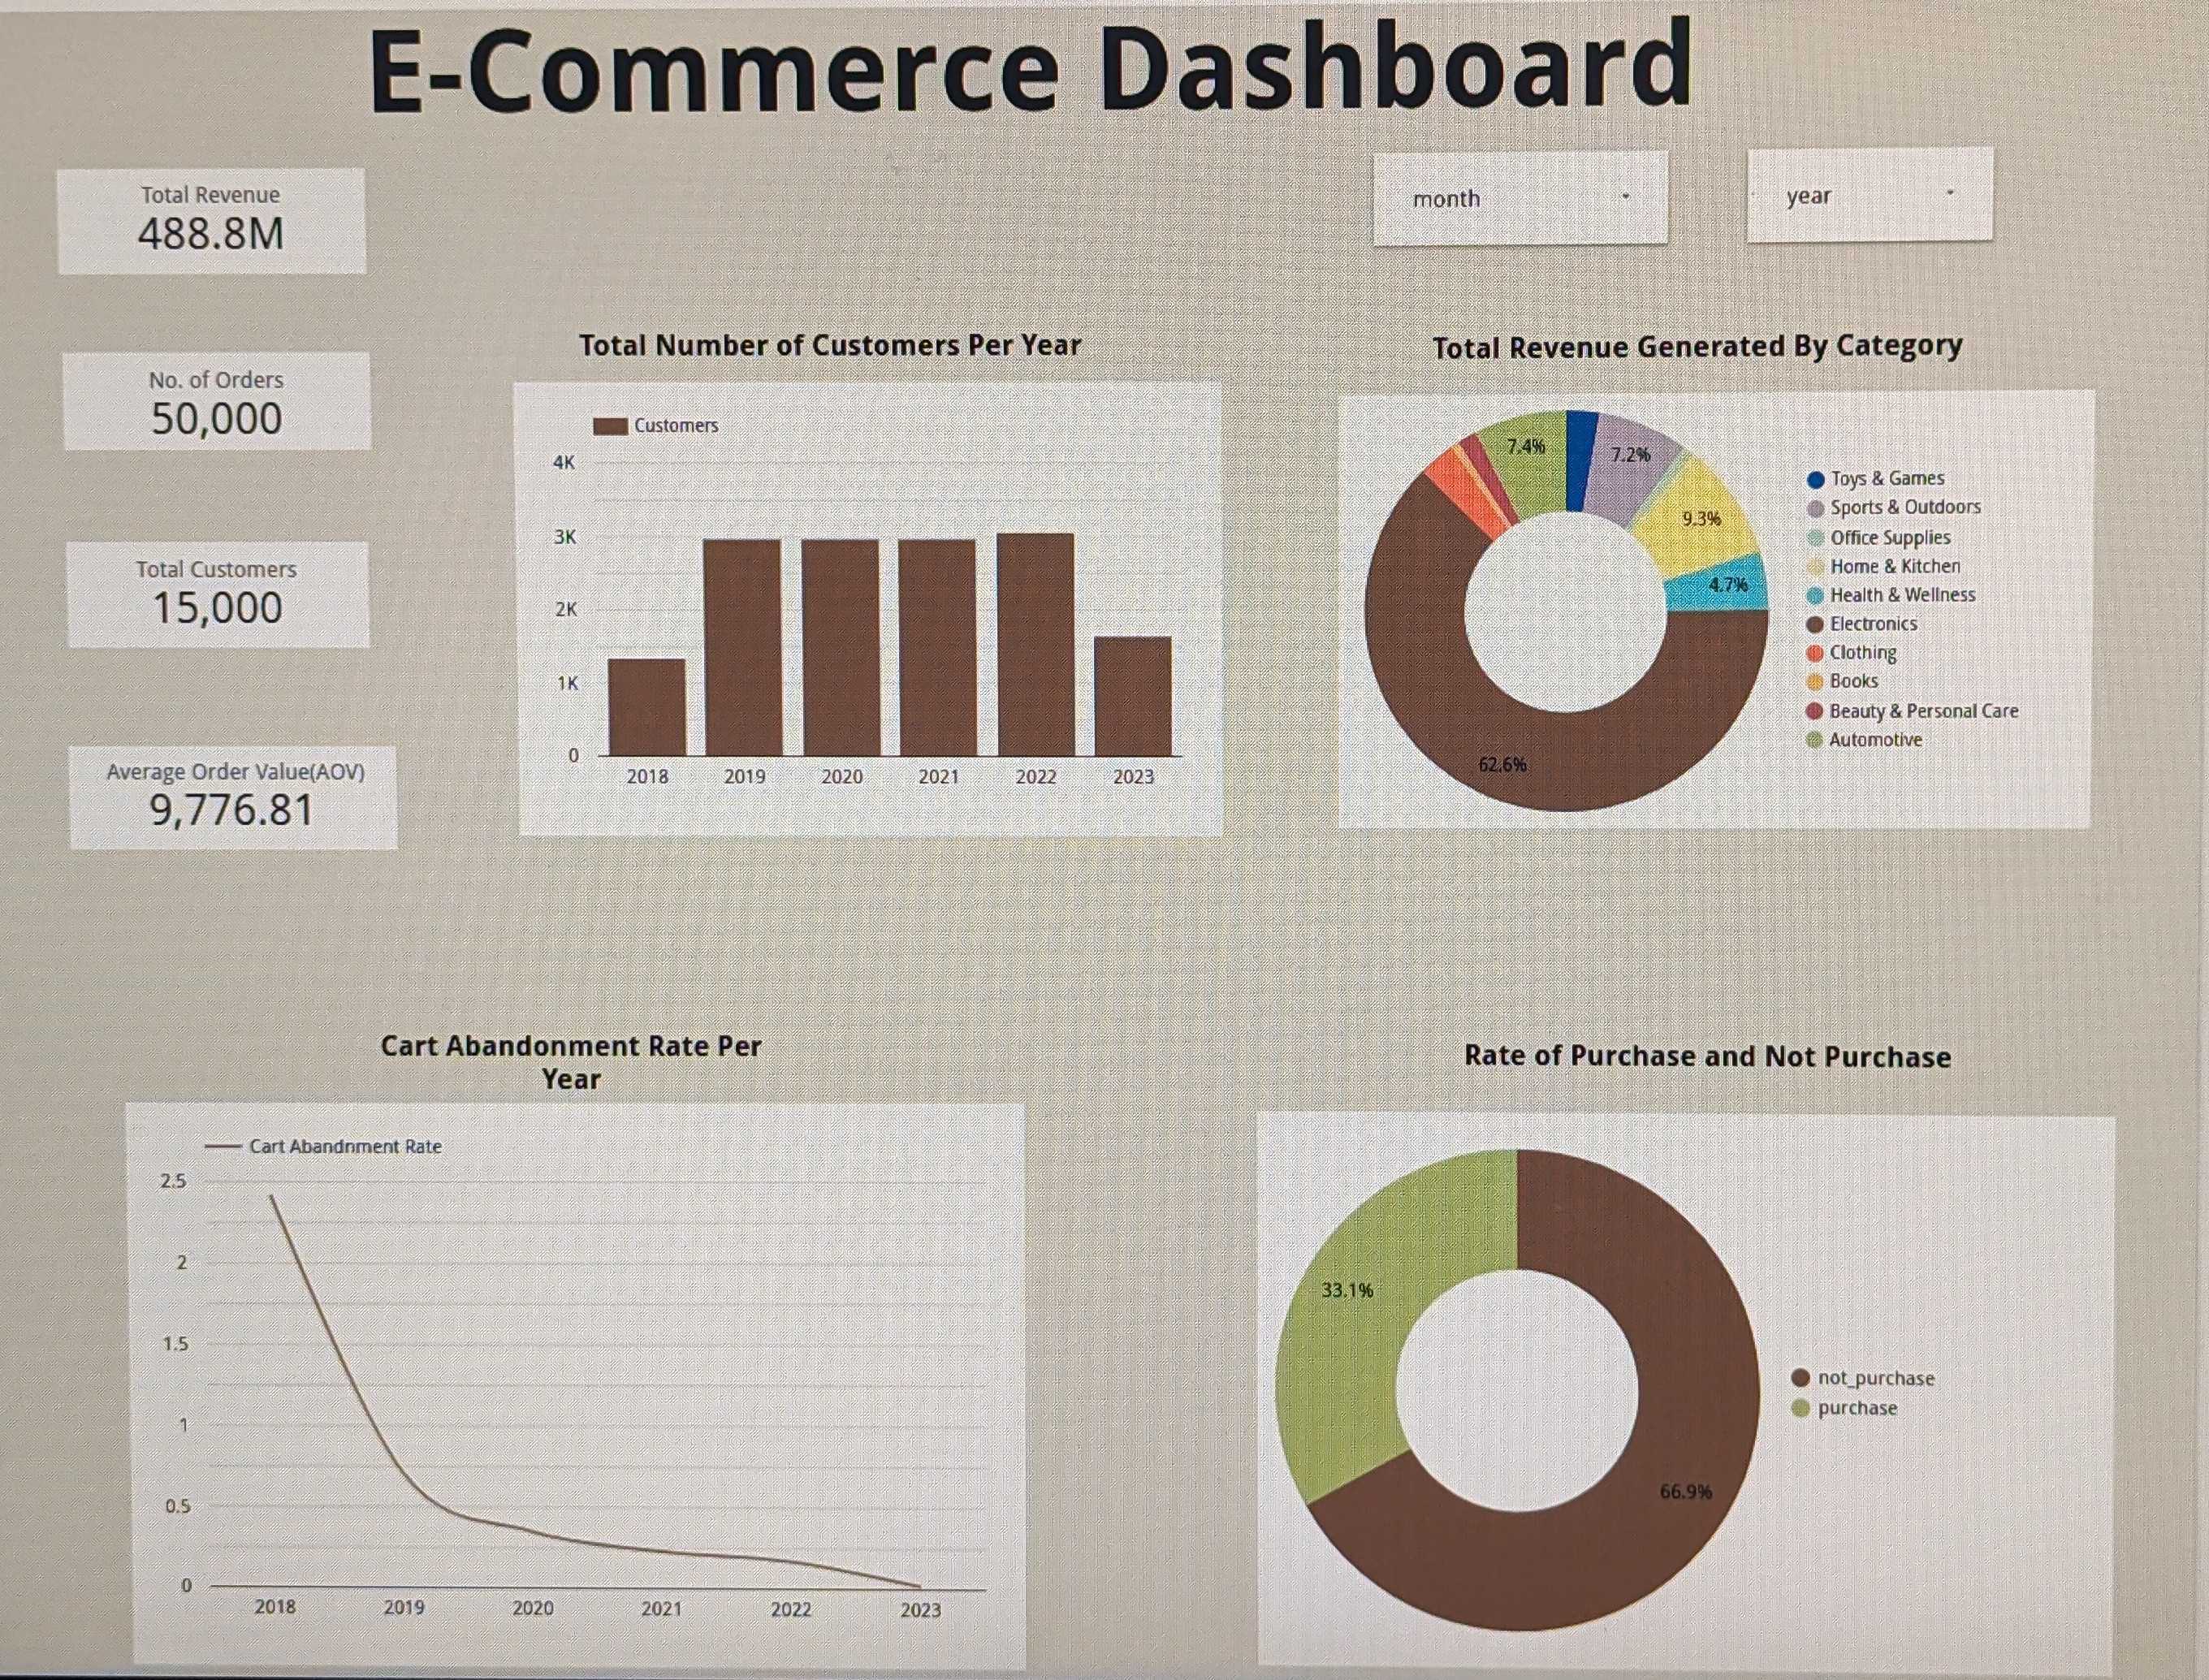 E-Commerce Dashboard
Total Revenue
488.8M
month
year
No. of Orders
50,000
Total Customers
15,000
Average Order Value(AOV)
9,776.81
Total Number of Customers Per Year
Customers
4K
3K
2K
1K
0
2018 2019 2020 2021 2022 2023
Total Revenue Generated By Category
7.4%
7.2%
9.3%
4.7%
62.6%
Toys & Games
Sports & Outdoors
Office Supplies
Home & Kitchen
Health & Wellness
Electronics
Clothing
Books
Beauty & Personal Care
Automotive
Cart Abandonment Rate Per
Year
Cart Abandnment Rate
2.5
2
1.5
1
0.5
0
2018 2019 2020 2021 2022 2023
Rate of Purchase and Not Purchase
33.1%
66.9%
not_purchase
purchase